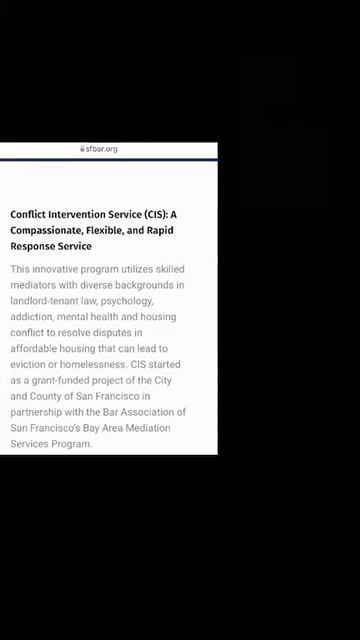 sfbar.org
Conflict Intervention Service (CIS): A
Compassionate, Flexible, and Rapid
Response Service
This innovative program utilizes skilled
mediators with diverse backgrounds in
landlord-tenant law, psychology,
addiction, mental health and housing
conflict to resolve disputes in
affordable housing that can lead to
eviction or homelessness. CIS started
as a grant-funded project of the City
and County of San Francisco in
partnership with the Bar Association of
San Francisco's Bay Area Mediation
Services Program.